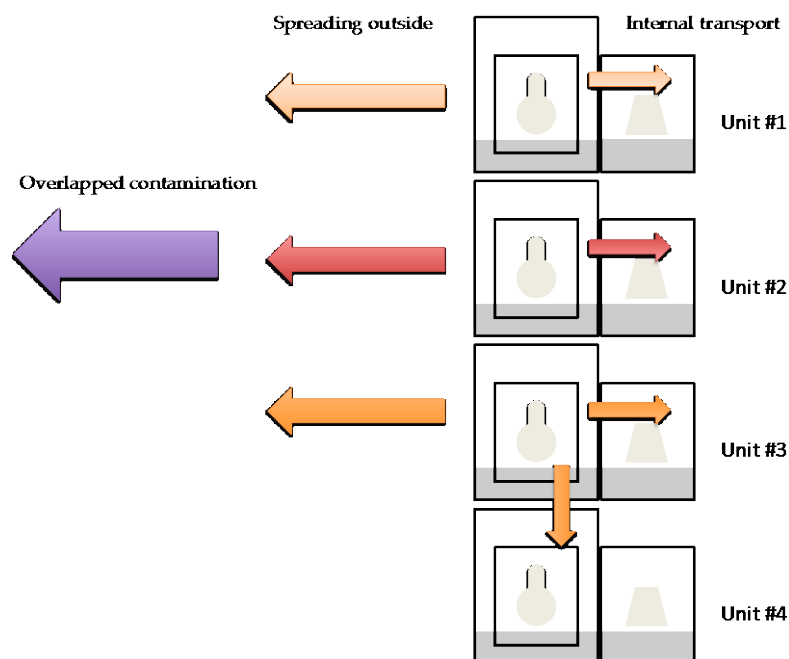 Spreading outside
Internal transport
Unit #1
Overlapped contamination
Unit #2
Unit #3
Unit #4